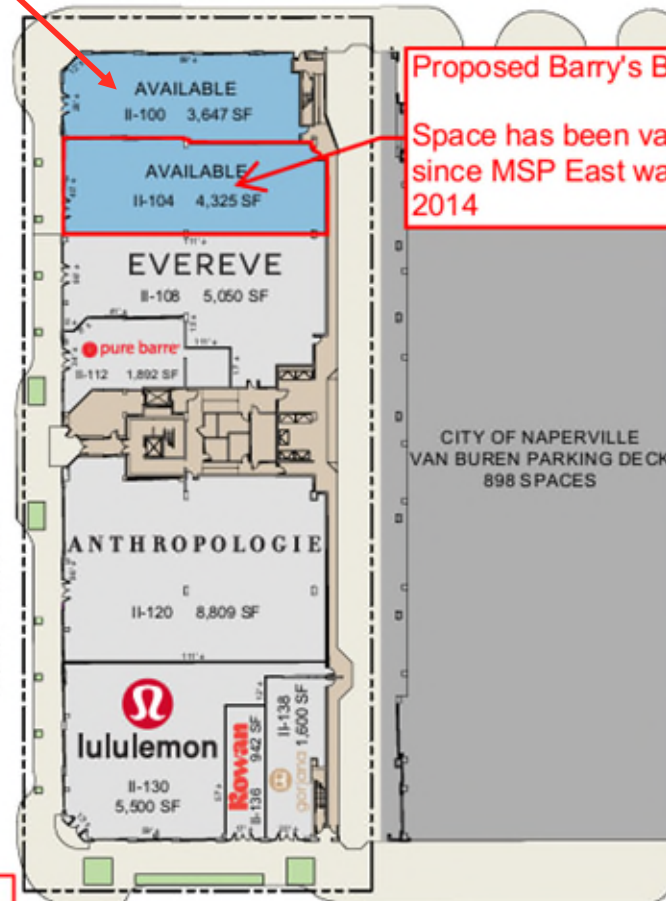 AVAILABLE
II-100 3,647 SF
Proposed Barry's B
Space has been va
since MSP East wa
2014
AVAILABLE
II-104 4,325 SF
EVEREVE
II-108 5,050 SF
pure barre
II-112 1,892 SF
CITY OF NAPERVILLE
VAN BUREN PARKING DECK
898 SPACES
ANTHROPOLOGIE
II-120 8,809 SF
111'4
lululemon
II-130
5,500 SF
Rowan
II-136 942 SF
gorjana
II-138
1,600 SF